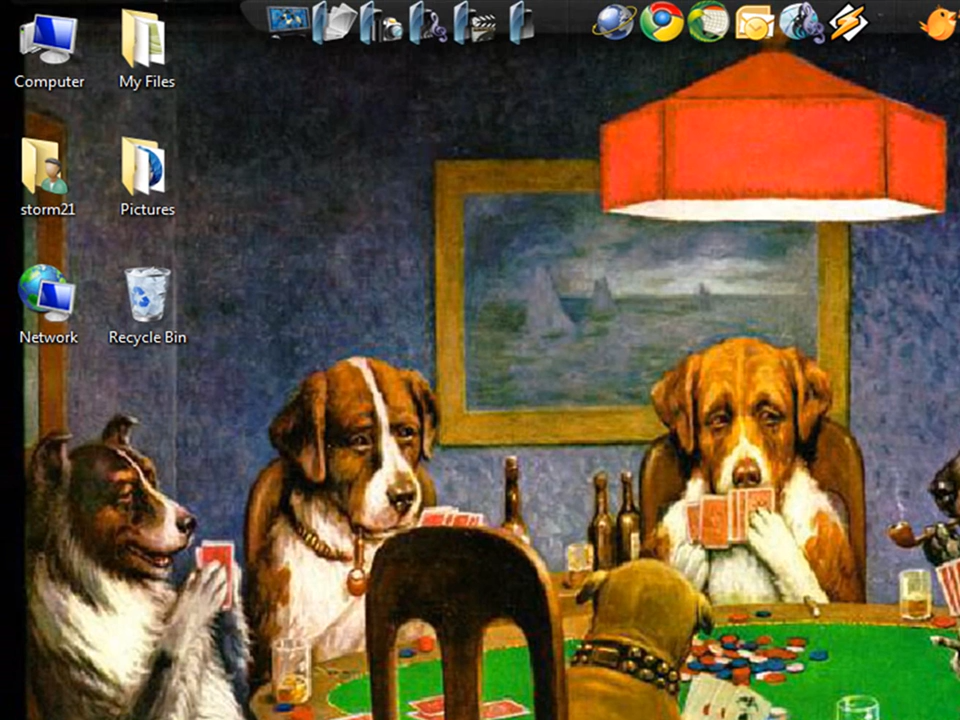 Computer
My Files
storm21
Pictures
Network
Recycle Bin